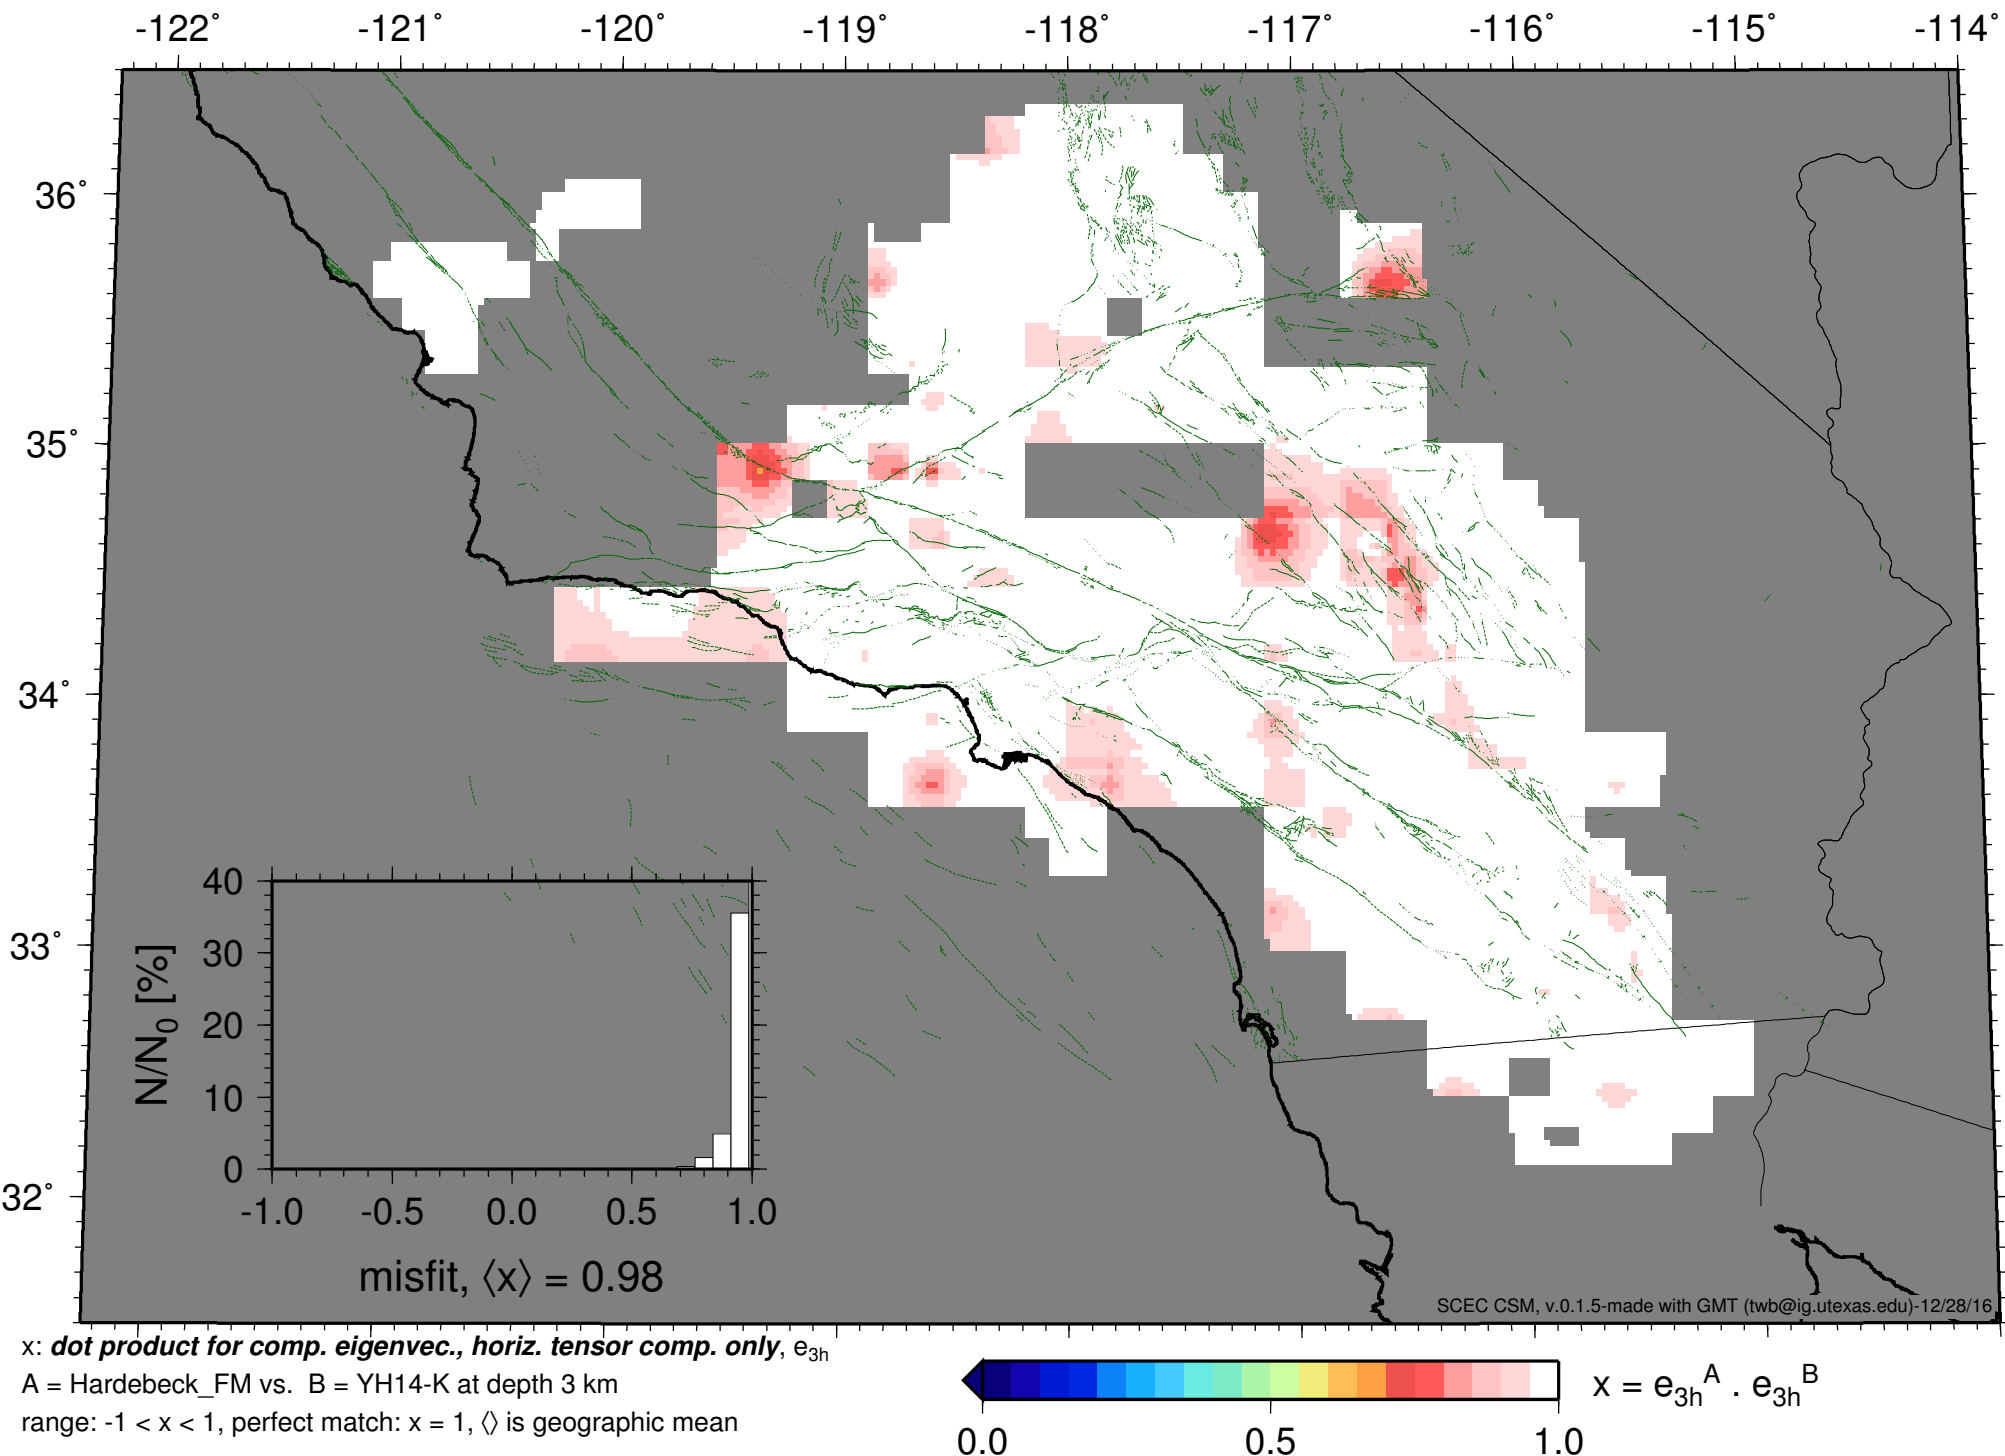 -122° -121° -120° -119° -118° -117° -116° -115° -114°
36°
35°
34°
33°
32°
40
30
20
10
0
N/N0 [%]
-1.0 -0.5 0.0 0.5 1.0
misfit, ⟨x⟩ = 0.98
SCEC CSM, v.0.1.5-made with GMT (twb@ig.utexas.edu)-12/28/16
x: dot product for comp. eigenvec., horiz. tensor comp. only, e3h
A = Hardebeck_FM vs. B = YH14-K at depth 3 km
range: -1 < x < 1, perfect match: x = 1, ⟨⟩ is geographic mean
x = e3h^A . e3h^B
0.0 0.5 1.0